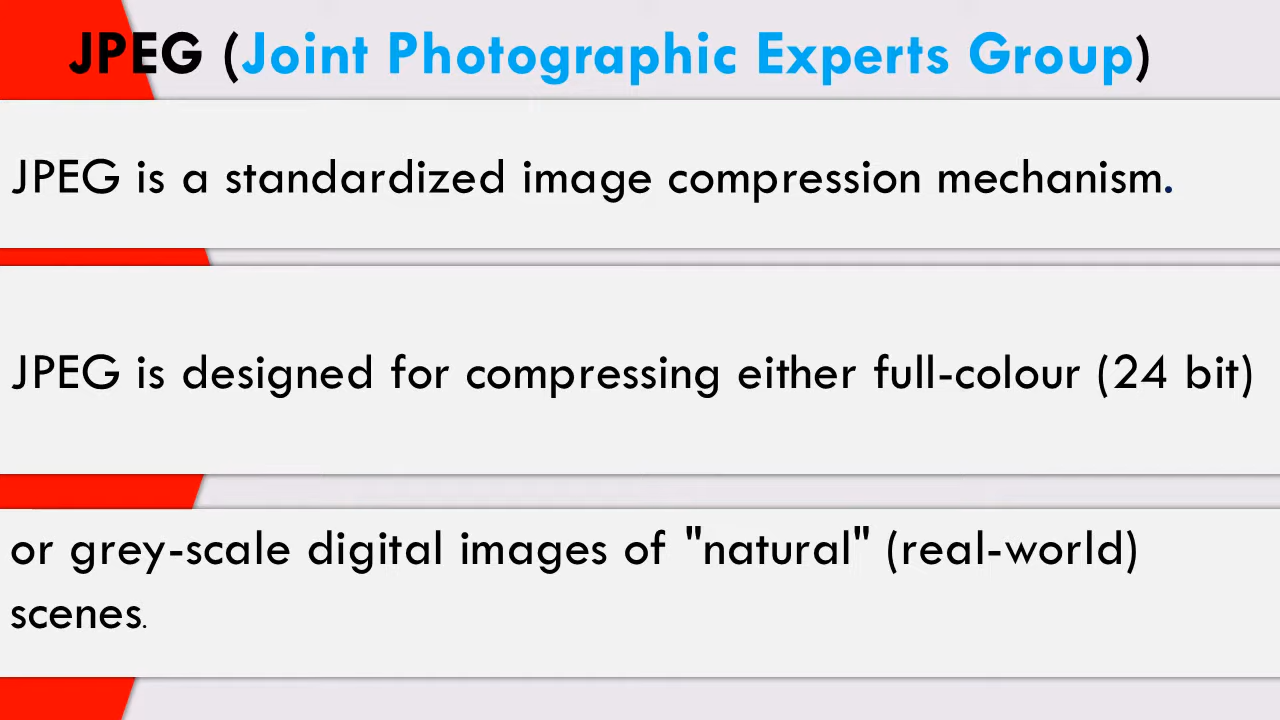 JPEG (Joint Photographic Experts Group)
JPEG is a standardized image compression mechanism.
JPEG is designed for compressing either full-colour (24 bit)
or grey-scale digital images of "natural" (real-world)
scenes.